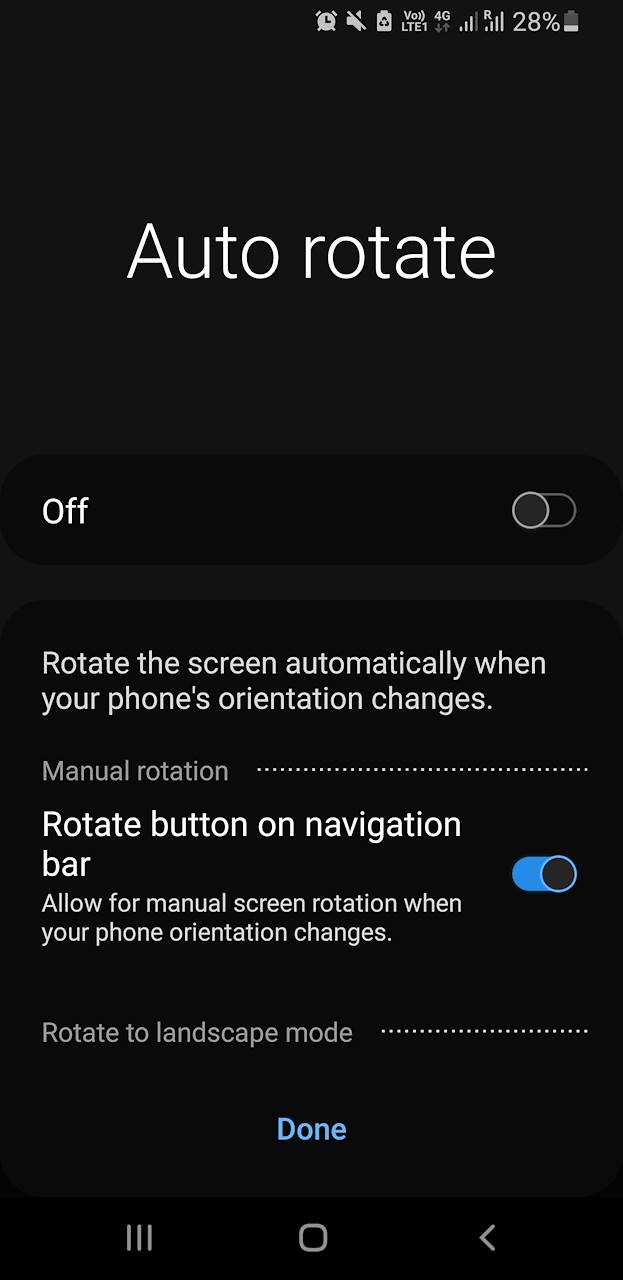 Vo)) LTE1 4G R 28%
Auto rotate
Off
Rotate the screen automatically when
your phone's orientation changes.
Manual rotation
Rotate button on navigation
bar
Allow for manual screen rotation when
your phone orientation changes.
Rotate to landscape mode
Done